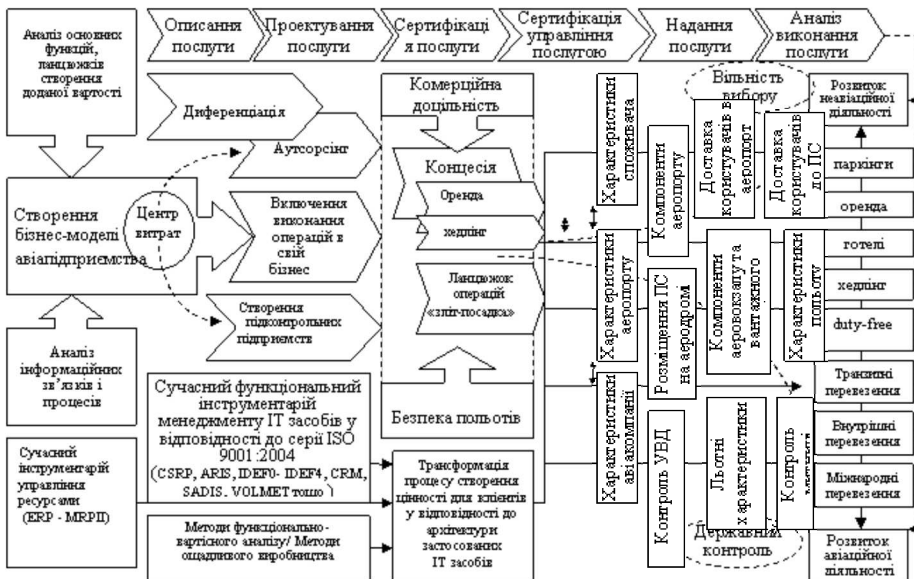 Аналіз основних
функцій,
ланцюжків
створення
доданої вартості
Описання
послуги
Проектування
послуги
Сертифікаці
я послуги
Сертифікація
управління
послугою
Надання
послуги
Аналіз
виконання
послуги
Диференціація
Аутсорсінг
Створення
бізнес-моделі
авіапідприємства
Центр
витрат
Включення
виконання
операцій в
свій
бізнес
Створення
підконтрольних
підприємств
Аналіз
інформаційних
зв’язків і
процесів
Сучасний
інструментарій
управління
ресурсами
(ERP - MRPII)
Сучасний функціональний
інструментарій
менеджменту ІТ засобів у
відповідності до серії ISO
9001:2004
(CSRP, ARIS, IDEF0- IDEF4, CRM,
SADIS, VOLMET тощо)
Методи функціонально-
вартісного аналізу/ Методи
ощадливого виробництва
Комерційна
доцільність
Концесія
Оренда
хедлінг
Ланцюжок
операцій
«зліт-посадка»
Безпека польотів
Трансформація
процесу створення
цінності для клієнтів
у відповідності до
архітектури
застосованих
ІТ засобів
Характеристики
споживача
Характеристики
аеропорту
Характеристики
авіакомпанії
Компоненти
аеропорту
Розміщення ПС
на аеродромі
Контроль УВД
Вільність
вибору
Доставка
користувачів в
аеропорт
Доставка
користувачів
до ПС
Компоненти
аеровокзалу та
вантажного
Характеристики
польоту
Льотні
характеристики
Контроль
Державний
контроль
Розвиток
неавіаційної
діяльності
паркінги
оренда
готелі
хедлінг
duty-free
Транзитні
перевезення
Внутрішні
перевезення
Міжнародні
перевезення
Розвиток
авіаційної
діяльності